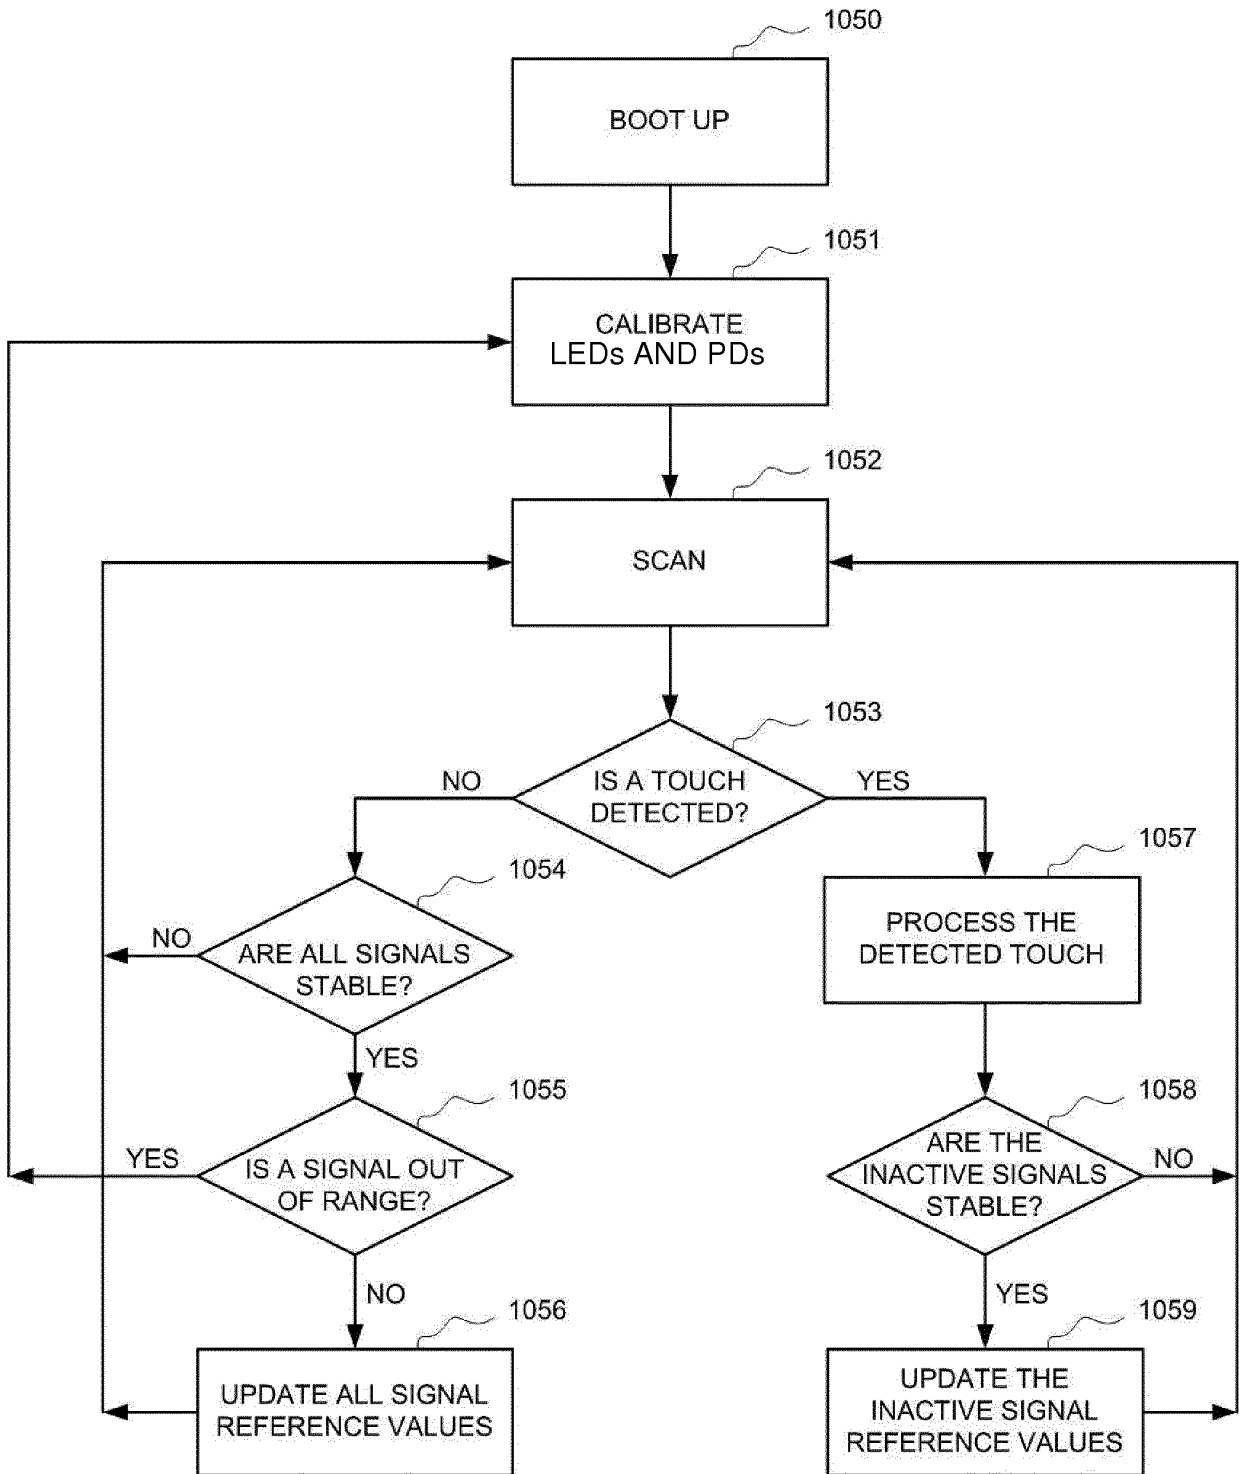 1050
BOOT UP
1051
CALIBRATE
LEDs AND PDs
1052
SCAN
1053
IS A TOUCH
DETECTED?
NO
YES
1054
ARE ALL SIGNALS
STABLE?
NO
YES
1057
PROCESS THE
DETECTED TOUCH
1055
IS A SIGNAL OUT
OF RANGE?
YES
NO
1058
ARE THE
INACTIVE SIGNALS
STABLE?
NO
YES
1056
UPDATE ALL SIGNAL
REFERENCE VALUES
1059
UPDATE THE
INACTIVE SIGNAL
REFERENCE VALUES